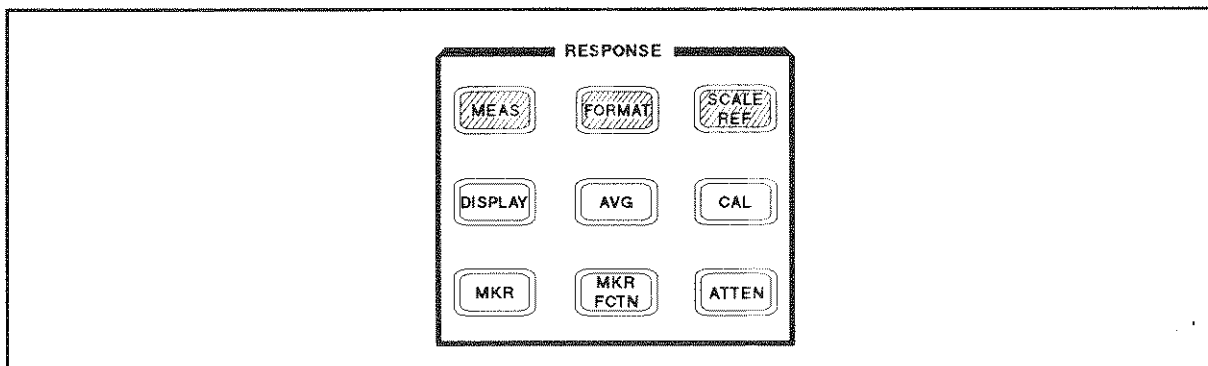 RESPONSE
MEAS
FORMAT
SCALE
REF
DISPLAY
AVG
CAL
MKR
MKR
FCTN
ATTEN